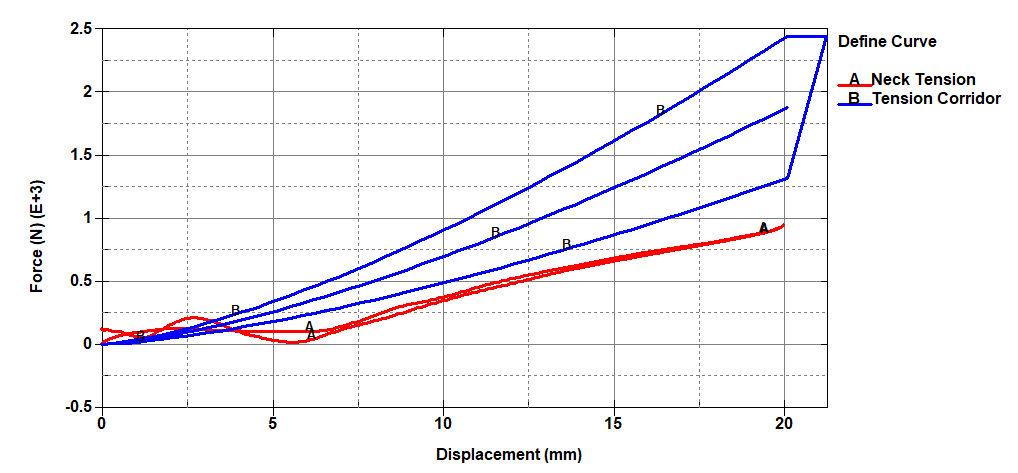 Define Curve
A Neck Tension
B Tension Corridor
Force (N) (E+3)
2.5
2
1.5
1
0.5
0
-0.5
B
B
B
B
B
A
A
A
A
0
5
10
15
20
Displacement (mm)